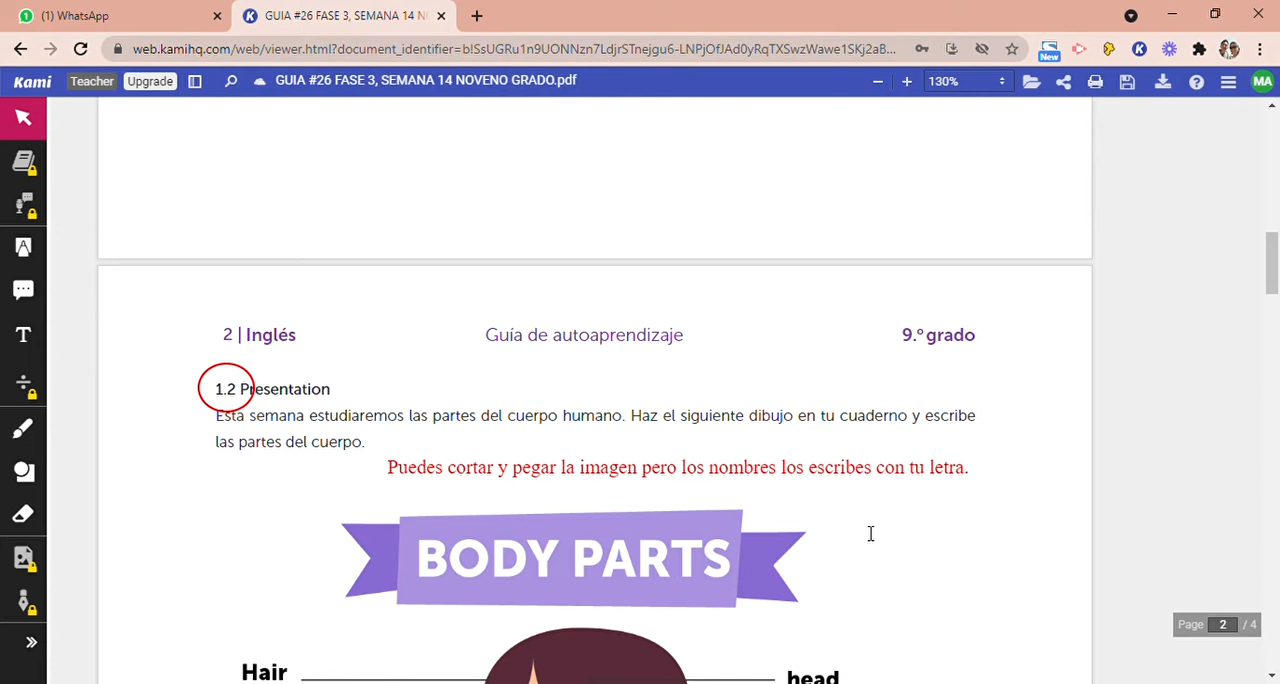 (1) WhatsApp
GUIA #26 FASE 3, SEMANA 14 N
web.kamihq.com/web/viewer.html?document_identifier=blSsUGRu1n9UONNzn7LdjrSTnejgu6-LNPjOfJAd0yRqTXSwzWawe1SKj2aB...
New
Kami Teacher Upgrade GUIA #26 FASE 3, SEMANA 14 NOVENO GRADO.pdf 130% MA
2 | Inglés Guía de autoaprendizaje 9.º grado
1.2 Presentation
Esta semana estudiaremos las partes del cuerpo humano. Haz el siguiente dibujo en tu cuaderno y escribe
las partes del cuerpo.
Puedes cortar y pegar la imagen pero los nombres los escribes con tu letra.
BODY PARTS
Page 2 / 4
Hair head